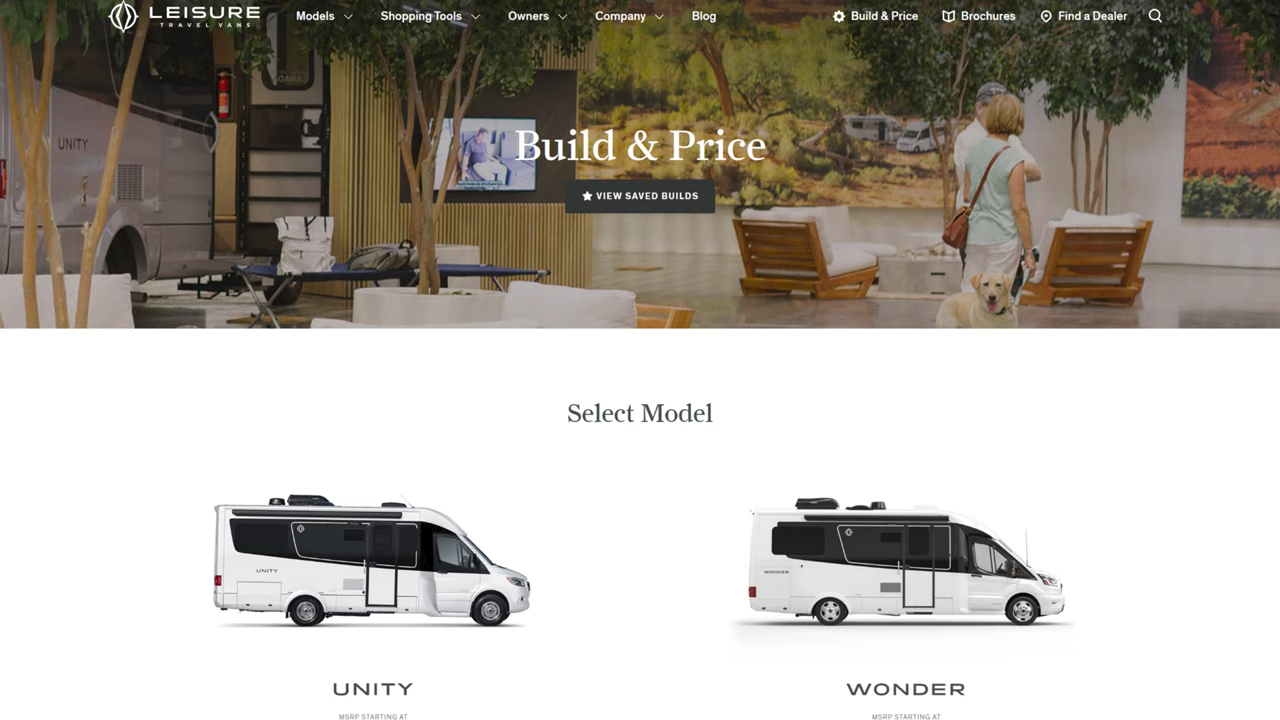 LEISURE
TRAVEL VANS
Models
Shopping Tools
Owners
Company
Blog
Build & Price
Brochures
Find a Dealer
UNITY
Build & Price
VIEW SAVED BUILDS
Select Model
UNITY
WONDER
UNITY
WONDER
MSRP STARTING AT
MSRP STARTING AT